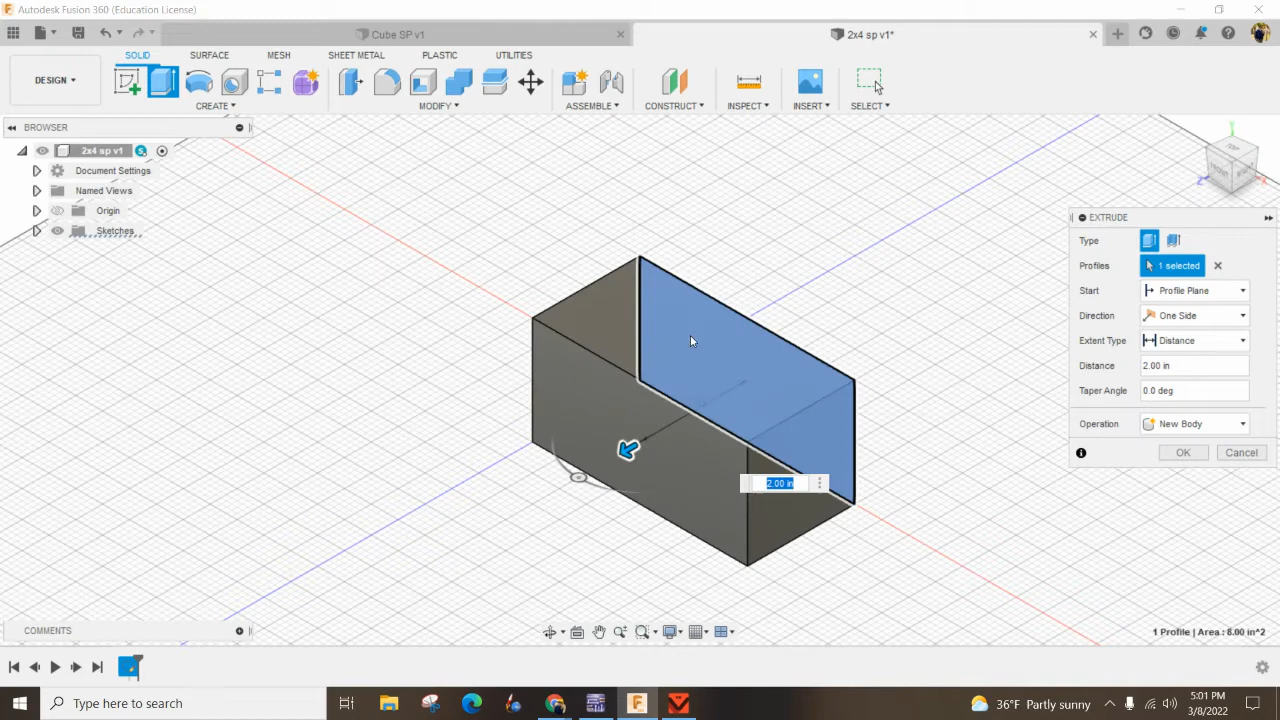 Autodesk Fusion 360 (Education License)
Cube SP v1
2x4 sp v1*
SOLID SURFACE MESH SHEET METAL PLASTIC UTILITIES
DESIGN
CREATE
MODIFY
ASSEMBLE
CONSTRUCT
INSPECT
INSERT
SELECT
BROWSER
2x4 sp v1
Document Settings
Named Views
Origin
Sketches
FRONT
EXTRUDE
Type
Profiles 1 selected
Start Profile Plane
Direction One Side
Extent Type Distance
Distance 2.00 in
Taper Angle 0.0 deg
Operation New Body
OK Cancel
2.00 in
COMMENTS
1 Profile | Area : 8.00 in^2
Type here to search
36°F Partly sunny
5:01 PM
3/8/2022